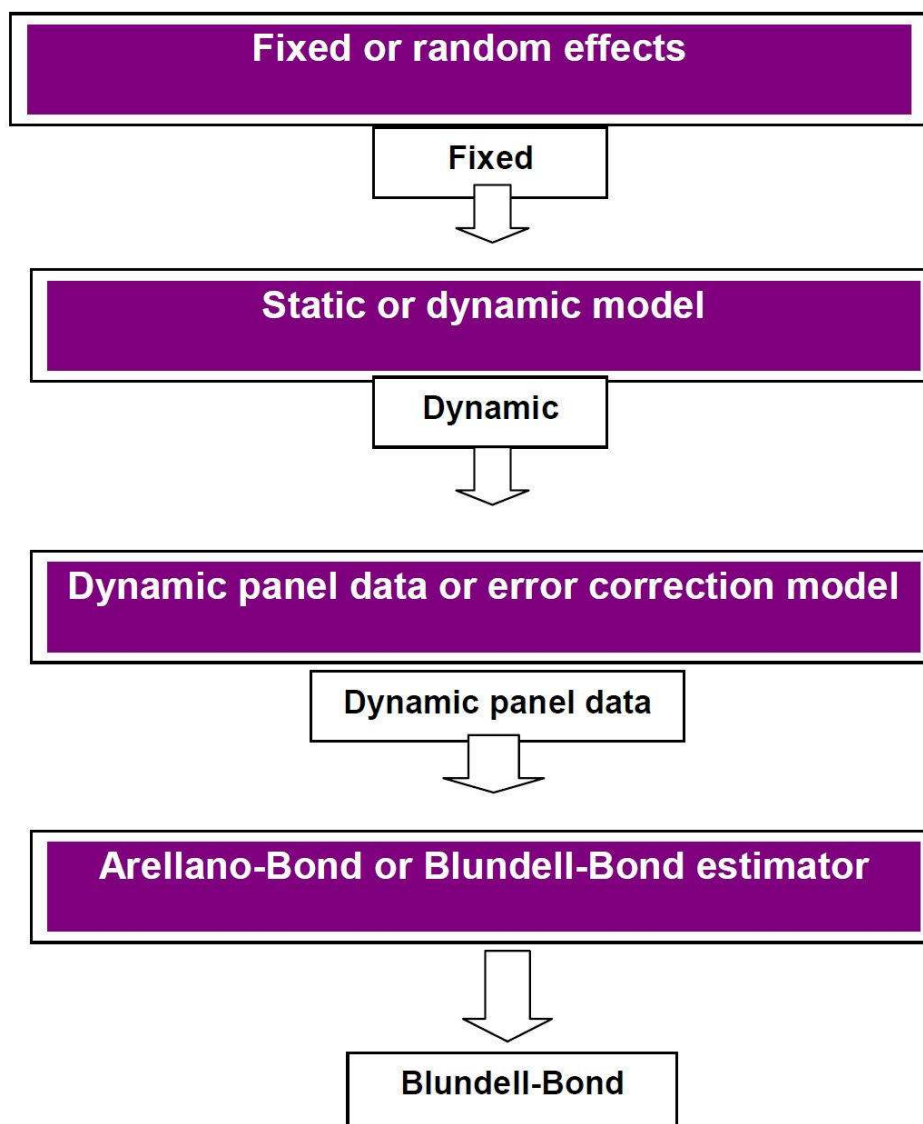 Fixed or random effects
Fixed
Static or dynamic model
Dynamic
Dynamic panel data or error correction model
Dynamic panel data
Arellano-Bond or Blundell-Bond estimator
Blundell-Bond